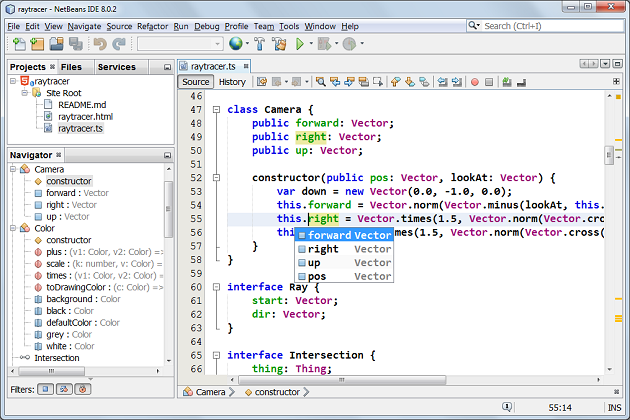 raytracer - NetBeans IDE 8.0.2
File Edit View Navigate Source Refactor Run Debug Profile Team Tools Window Help
Search (Ctrl+I)
Projects Files Services
raytracer
Site Root
README.md
raytracer.html
raytracer.ts
Navigator
Camera
constructor
forward : Vector
right : Vector
up : Vector
Color
constructor
plus : (v1: Color, v2: Color) =>
scale : (k: number, v: Color) =
times : (v1: Color, v2: Color)
toDrawingColor : (c: Color) =>
background : Color
black : Color
defaultColor : Color
grey : Color
white : Color
Intersection
Filters:
raytracer.ts
Source History
46
47 class Camera {
48 public forward: Vector;
49 public right: Vector;
50 public up: Vector;
51
52 constructor(public pos: Vector, lookAt: Vector) {
53 var down = new Vector(0.0, -1.0, 0.0);
54 this.forward = Vector.norm(Vector.minus(lookAt, this.
55 this.right = Vector.times(1.5, Vector.norm(Vector.cro
56 th mes(1.5, Vector.norm(Vector.cross(
57 }
58 }
forward Vector
right Vector
up Vector
pos Vector
59
60 interface Ray {
61 start: Vector;
62 dir: Vector;
63 }
64
65 interface Intersection {
66 thing: Thing;
Camera constructor
55:14 INS